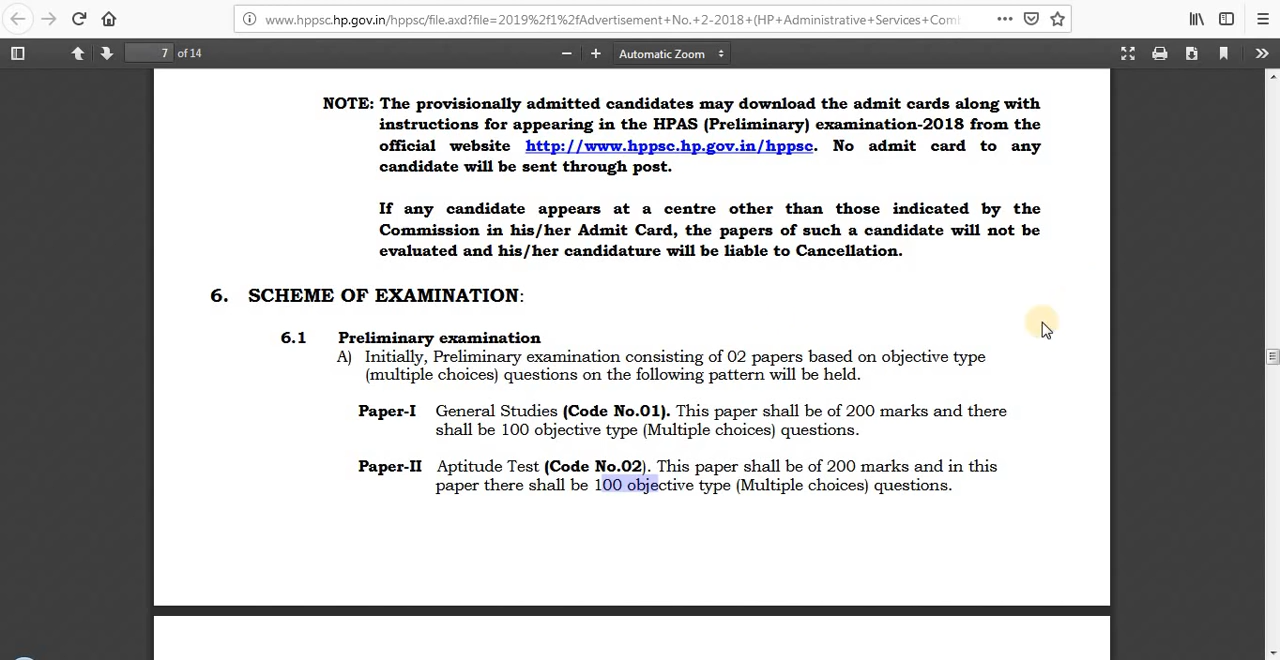 www.hppsc.hp.gov.in/hppsc/file.axd?file=2019%2f1%2fAdvertisement+No.+2-2018+(HP+Administrative+Services+Comb
7 of 14
Automatic Zoom
NOTE: The provisionally admitted candidates may download the admit cards along with
instructions for appearing in the HPAS (Preliminary) examination-2018 from the
official website http://www.hppsc.hp.gov.in/hppsc. No admit card to any
candidate will be sent through post.
If any candidate appears at a centre other than those indicated by the
Commission in his/her Admit Card, the papers of such a candidate will not be
evaluated and his/her candidature will be liable to Cancellation.
6. SCHEME OF EXAMINATION:
6.1 Preliminary examination
A) Initially, Preliminary examination consisting of 02 papers based on objective type
(multiple choices) questions on the following pattern will be held.
Paper-I General Studies (Code No.01). This paper shall be of 200 marks and there
shall be 100 objective type (Multiple choices) questions.
Paper-II Aptitude Test (Code No.02). This paper shall be of 200 marks and in this
paper there shall be 100 objective type (Multiple choices) questions.